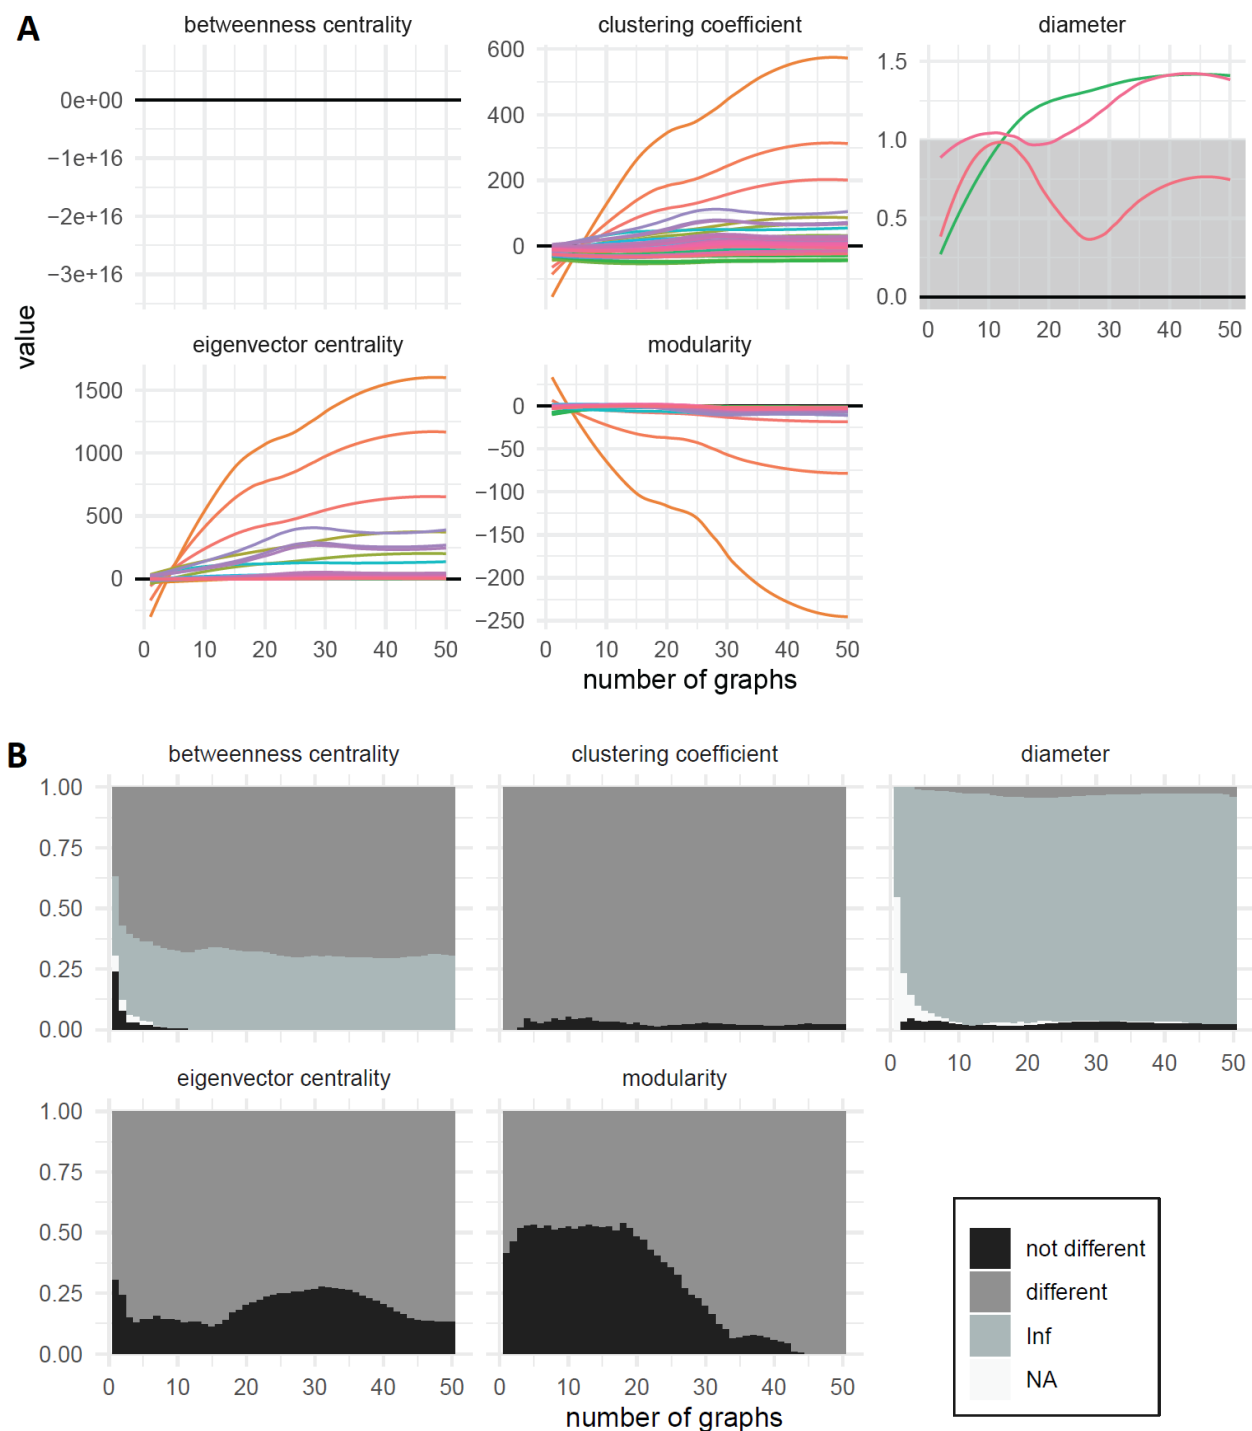 A
betweenness centrality
clustering coefficient
diameter
0e+00
−1e+16
−2e+16
−3e+16
600
400
200
0
1.5
1.0
0.5
0.0
0 10 20 30 40 50
value
eigenvector centrality
modularity
1500
1000
500
0
0
−50
−100
−150
−200
−250
0 10 20 30 40 50
0 10 20 30 40 50
number of graphs
B
betweenness centrality
clustering coefficient
diameter
1.00
0.75
0.50
0.25
0.00
0 10 20 30 40 50
eigenvector centrality
modularity
1.00
0.75
0.50
0.25
0.00
0 10 20 30 40 50
0 10 20 30 40 50
number of graphs
not different
different
Inf
NA